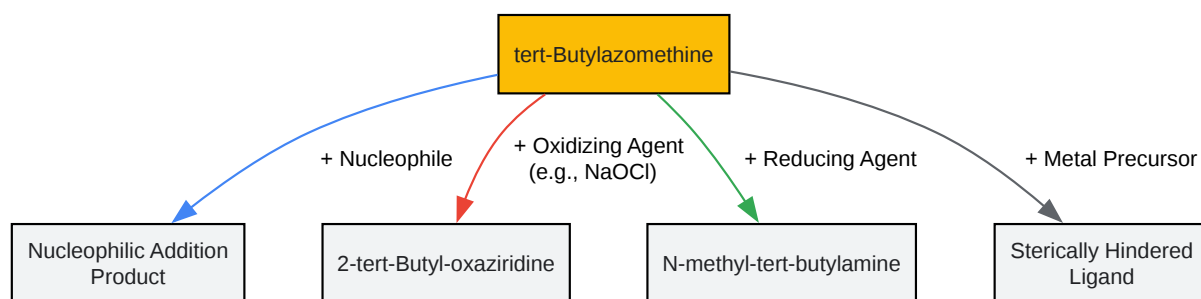 tert-Butylazomethine
+ Nucleophile
+ Oxidizing Agent
(e.g., NaOCl)
+ Reducing Agent
+ Metal Precursor
Nucleophilic Addition
Product
2-tert-Butyl-oxaziridine
N-methyl-tert-butylamine
Sterically Hindered
Ligand